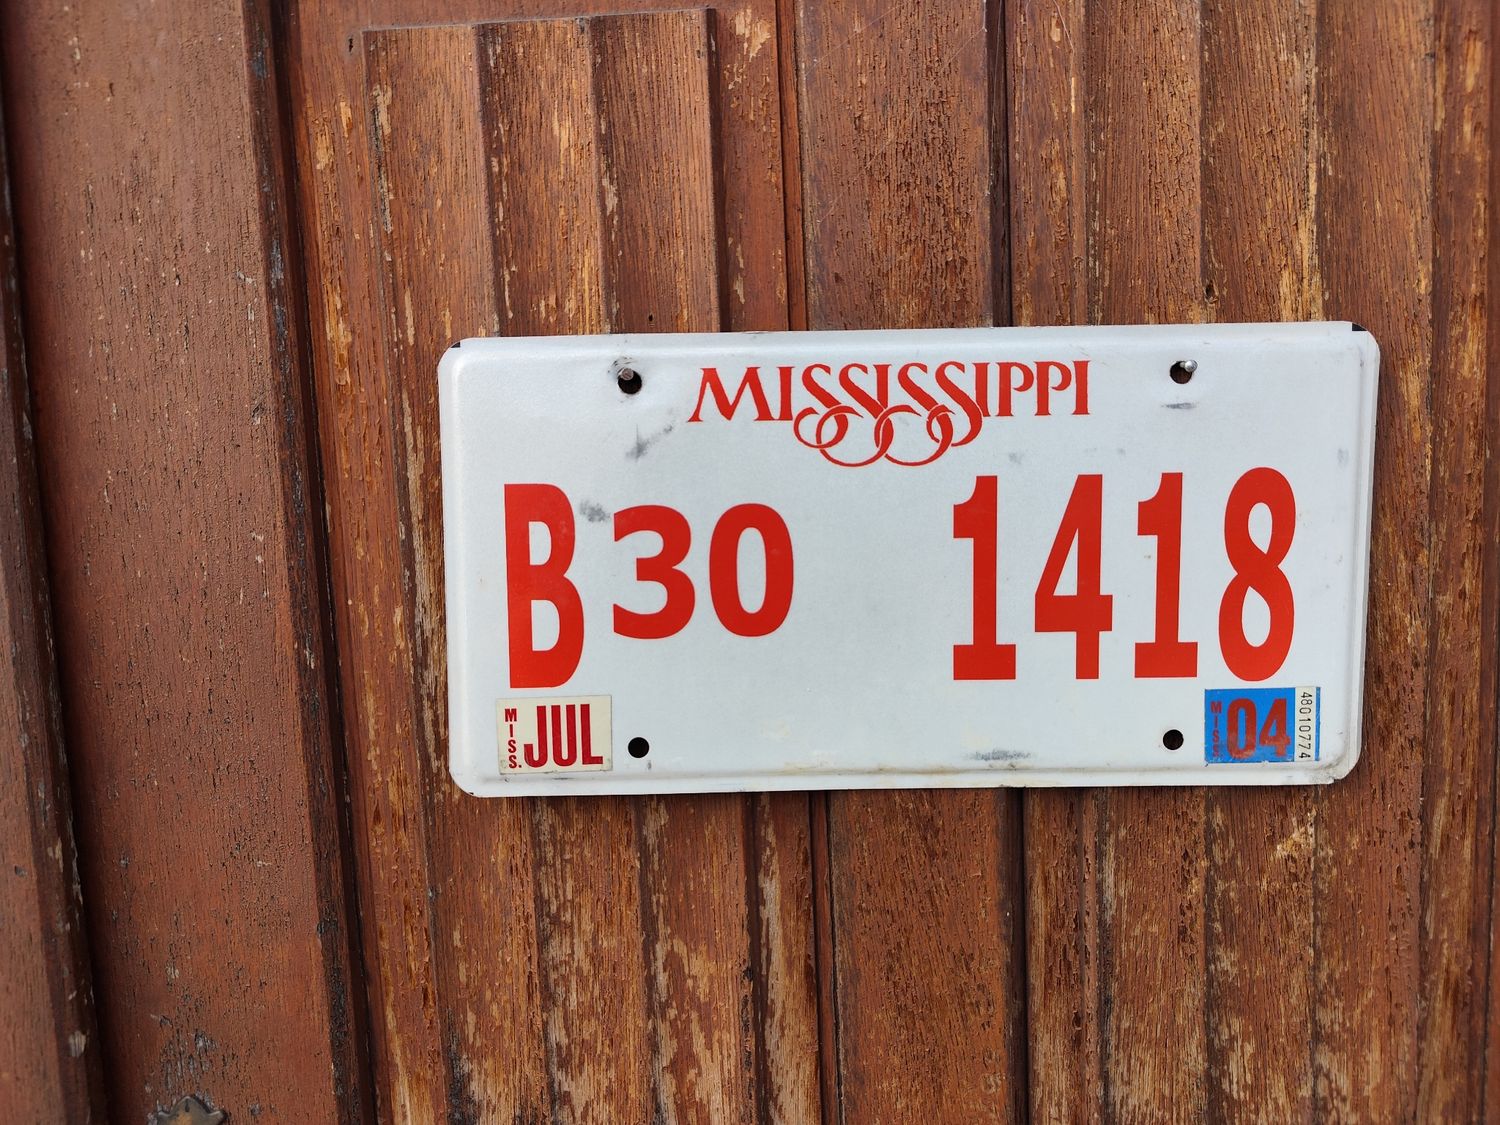 MISSISSIPPI
B30 1418
MISS. JUL
MISS. 04 48010774